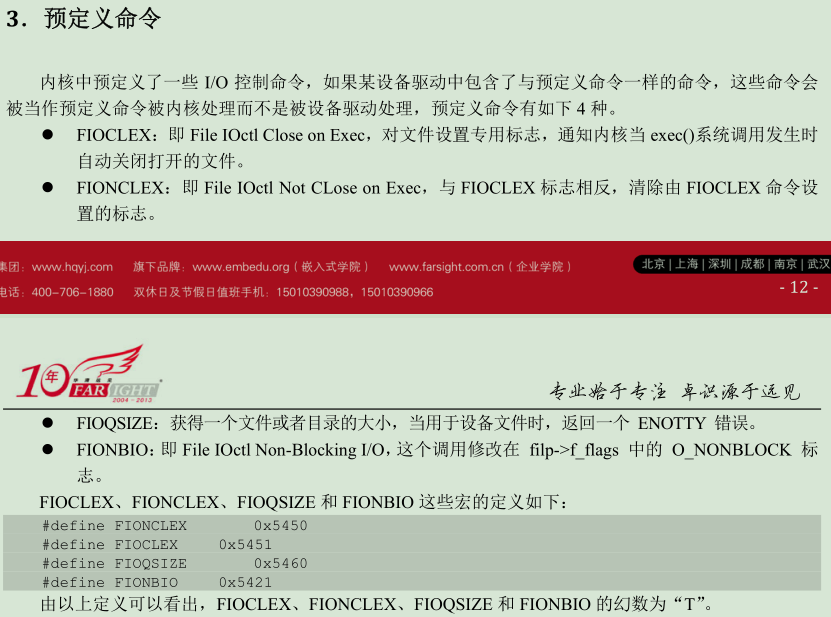 3．预定义命令
内核中预定义了一些 I/O 控制命令，如果某设备驱动中包含了与预定义命令一样的命令，这些命令会
被当作预定义命令被内核处理而不是被设备驱动处理，预定义命令有如下 4 种。
● FIOCLEX：即 File IOctl Close on Exec，对文件设置专用标志，通知内核当 exec()系统调用发生时
自动关闭打开的文件。
● FIONCLEX：即 File IOctl Not CLose on Exec，与 FIOCLEX 标志相反，清除由 FIOCLEX 命令设
置的标志。
集团：www.hqyj.com 旗下品牌：www.embedu.org（嵌入式学院） www.farsight.com.cn（企业学院）
北京 | 上海 | 深圳 | 成都 | 南京 | 武汉
电话：400-706-1880 双休日及节假日值班手机：15010390988，15010390966
- 12 -
10年 FARSIGHT
2004 - 2013
专业始于专注 卓识源于远见
● FIOQSIZE：获得一个文件或者目录的大小，当用于设备文件时，返回一个 ENOTTY 错误。
● FIONBIO：即 File IOctl Non-Blocking I/O，这个调用修改在 filp->f_flags 中的 O_NONBLOCK 标
志。
FIOCLEX、FIONCLEX、FIOQSIZE 和 FIONBIO 这些宏的定义如下：
#define FIONCLEX 0x5450
#define FIOCLEX 0x5451
#define FIOQSIZE 0x5460
#define FIONBIO 0x5421
由以上定义可以看出，FIOCLEX、FIONCLEX、FIOQSIZE 和 FIONBIO 的幻数为“T”。